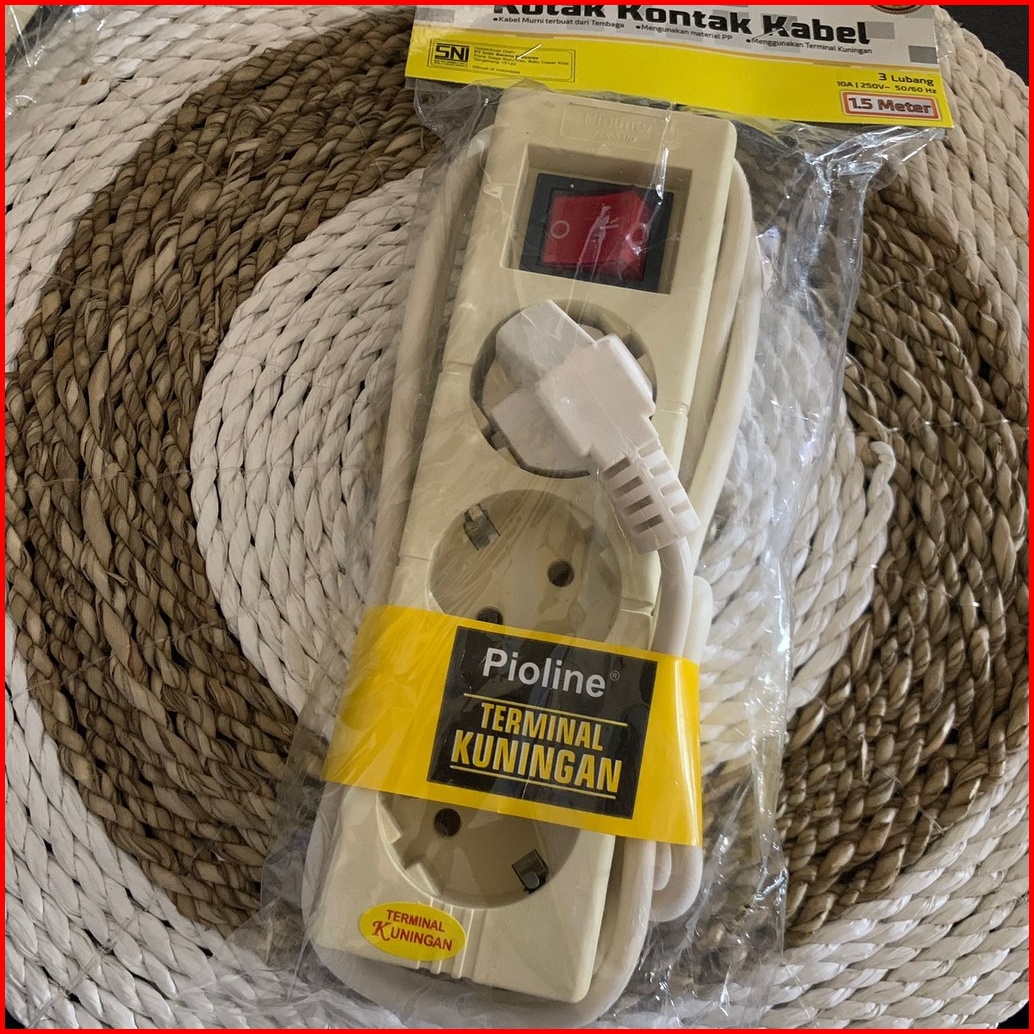 Kotak Kontak Kabel
•Kabel Murni terbuat dari Tembaga •Mengunakan material PP •Menggunakan Terminal Kuningan
SNI
3 Lubang
10A | 250V~ 50/60 Hz
1.5 Meter
Pioline®
TERMINAL
KUNINGAN
TERMINAL
KUNINGAN